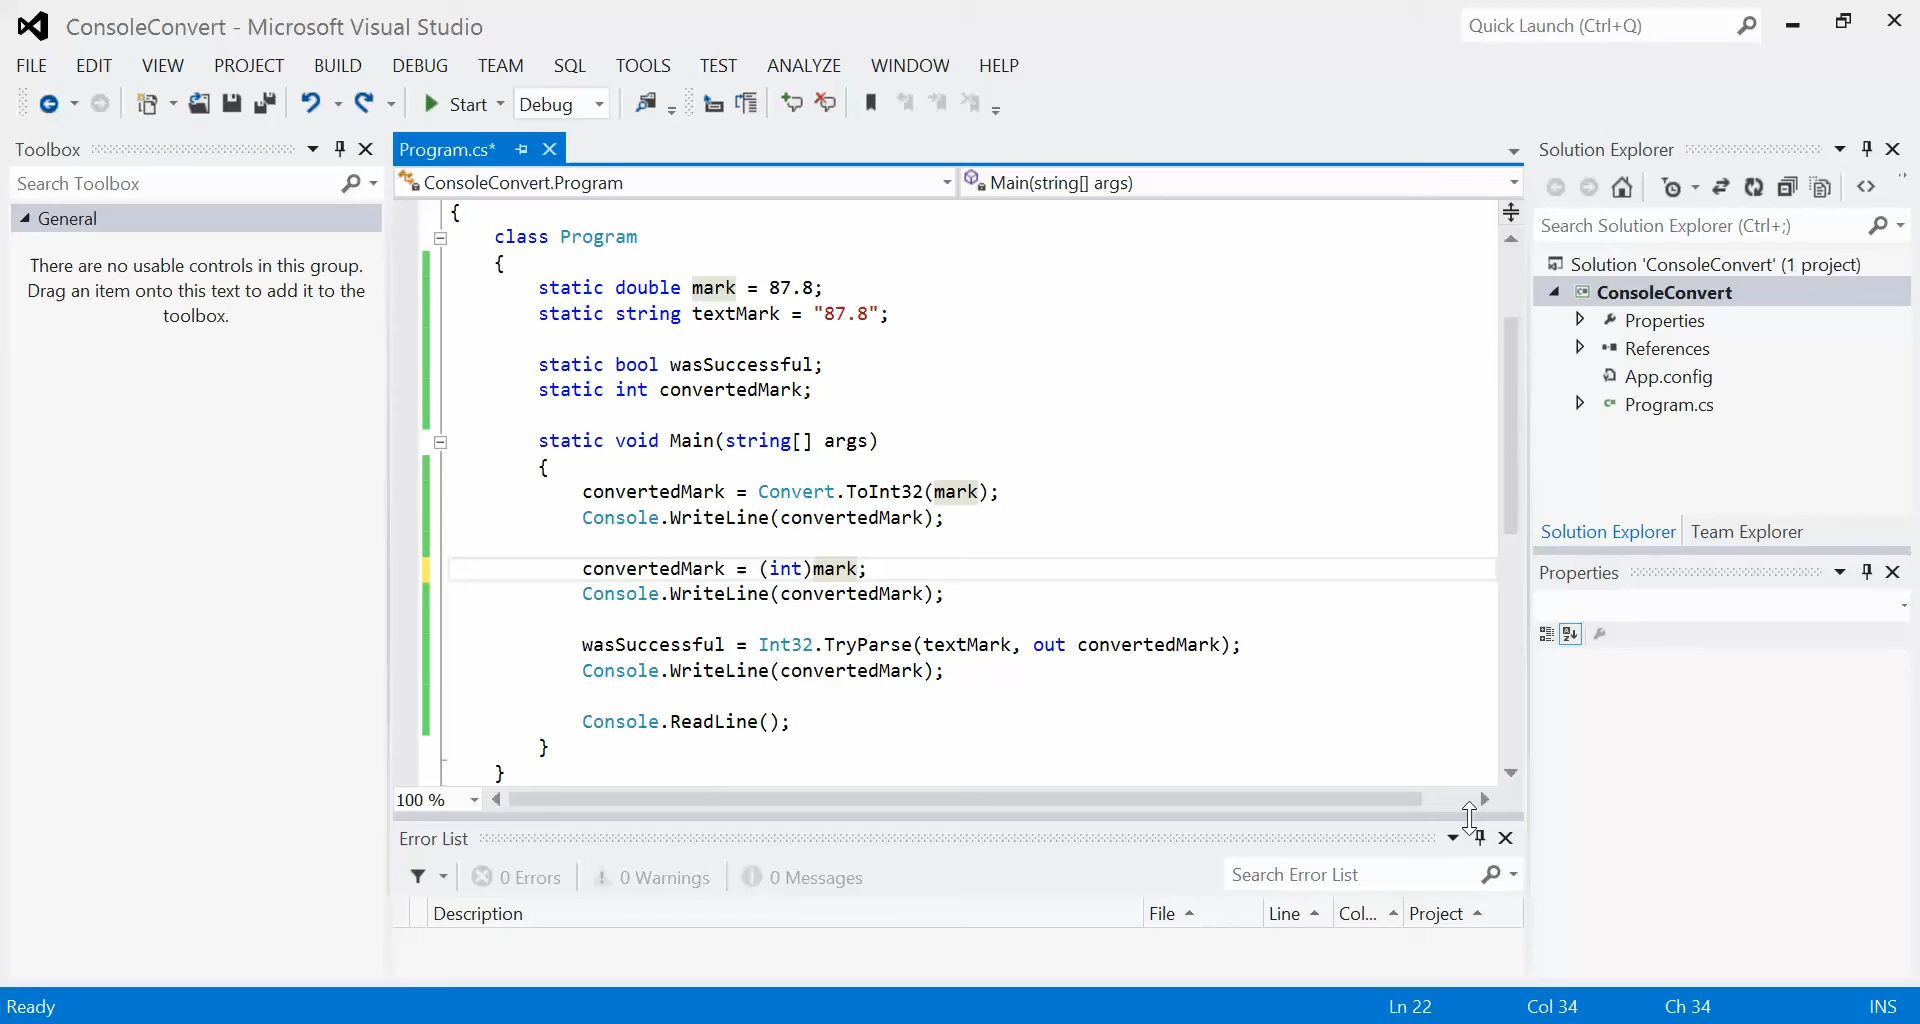 ConsoleConvert - Microsoft Visual Studio
Quick Launch (Ctrl+Q)
FILE EDIT VIEW PROJECT BUILD DEBUG TEAM SQL TOOLS TEST ANALYZE WINDOW HELP
Start Debug
Toolbox
Search Toolbox
General
There are no usable controls in this group.
Drag an item onto this text to add it to the
toolbox.
Program.cs*
ConsoleConvert.Program
Main(string[] args)
{
class Program
{
static double mark = 87.8;
static string textMark = "87.8";
static bool wasSuccessful;
static int convertedMark;
static void Main(string[] args)
{
convertedMark = Convert.ToInt32(mark);
Console.WriteLine(convertedMark);
convertedMark = (int)mark;
Console.WriteLine(convertedMark);
wasSuccessful = Int32.TryParse(textMark, out convertedMark);
Console.WriteLine(convertedMark);
Console.ReadLine();
}
}
100 %
Error List
0 Errors 0 Warnings 0 Messages
Search Error List
Description File Line Col... Project
Solution Explorer
Search Solution Explorer (Ctrl+;)
Solution 'ConsoleConvert' (1 project)
ConsoleConvert
Properties
References
App.config
Program.cs
Solution Explorer Team Explorer
Properties
Ready Ln 22 Col 34 Ch 34 INS